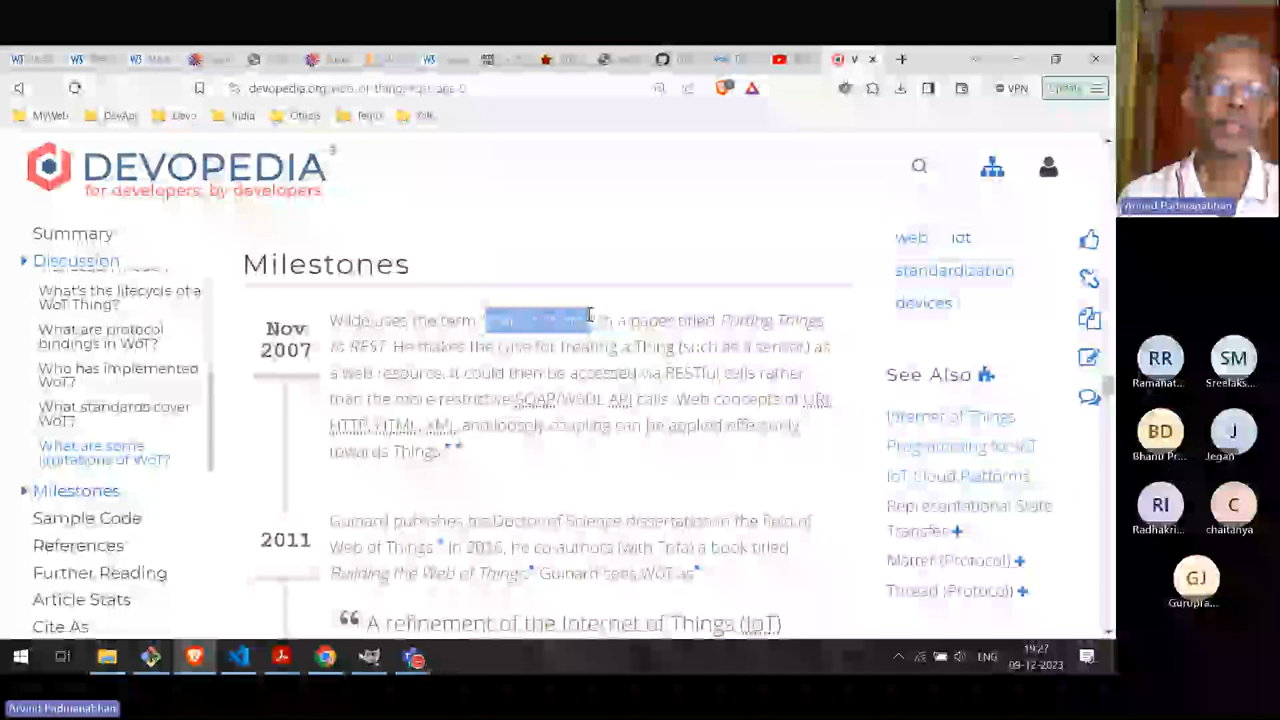 devopedia.org
VPN
Update
India
DEVOPEDIA
for developers, by developers
Summary
Discussion
What's the lifecycle of a
WoT Thing?
What are protocol
bindings in WoT?
Who has implemented
WoT?
What standards cover
WoT?
What are some
limitations of WoT?
Milestones
Sample Code
References
Further Reading
Article Stats
Cite As
Milestones
Nov
2007
Wilde uses the term in a paper titled Putting Things
to REST. He makes the case for treating a Thing (such as a sensor) as
a web resource. It could then be accessed via RESTful calls rather
than the more restrictive SOAP/WSDL API calls. Web concepts of URI,
HTTP, HTML, XML, and loosely coupling can be applied effectively
towards Things.
2011
Guinard publishes his Doctor of Science dissertation in the field of
Web of Things. In 2016, he co-authors (with Trifa) a book titled
Building the Web of Things. Guinard sees WoT as
“ A refinement of the Internet of Things (IoT)
web iot
standardization
devices
See Also
Internet of Things
Programming for IoT
IoT Cloud Platforms
Representational State
Transfer +
Matter (Protocol) +
Thread (Protocol) +
ENG
19:27
09-12-2023
Arvind Padmanabhan
RR
Ramanat...
SM
Sreelaks...
BD
Bhanu Pr...
J
Jegan
RI
Radhakri...
C
chaitanya
GJ
Gurupra...
Arvind Padmanabhan